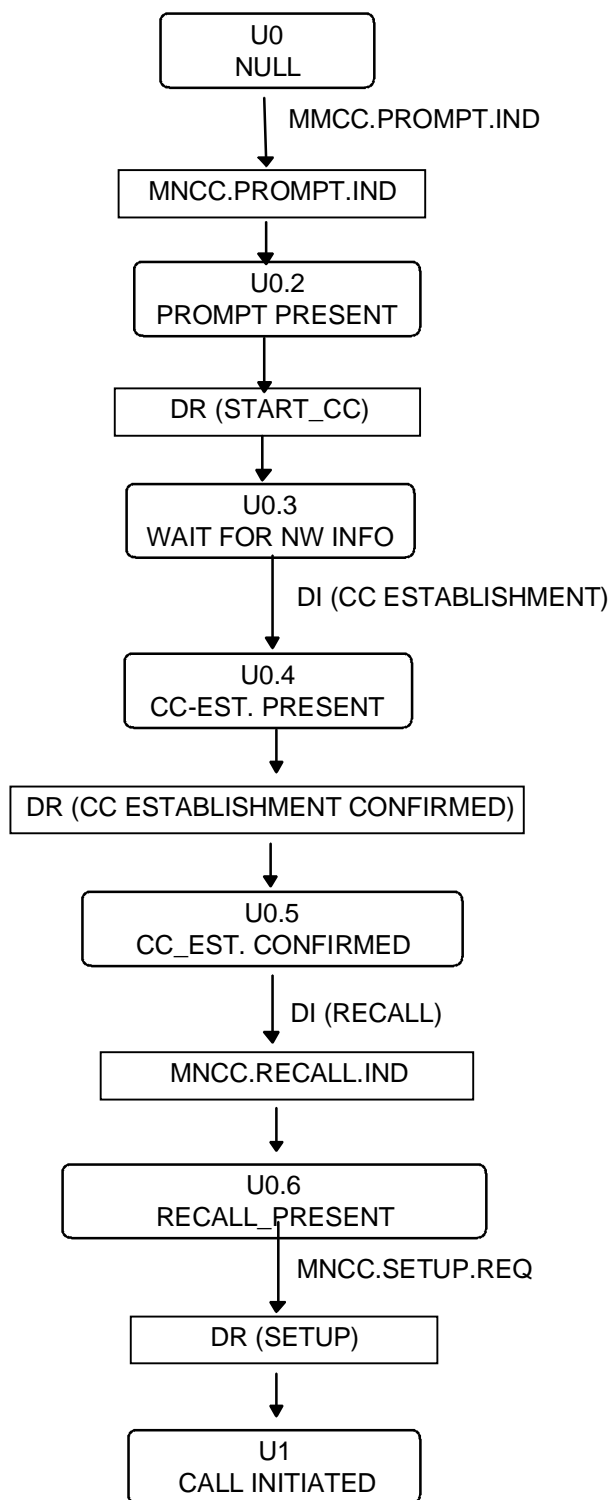 U0
NULL
MMCC.PROMPT.IND
MNCC.PROMPT.IND
U0.2
PROMPT PRESENT
DR (START_CC)
U0.3
WAIT FOR NW INFO
DI (CC ESTABLISHMENT)
U0.4
CC-EST. PRESENT
DR (CC ESTABLISHMENT CONFIRMED)
U0.5
CC_EST. CONFIRMED
DI (RECALL)
MNCC.RECALL.IND
U0.6
RECALL_PRESENT
MNCC.SETUP.REQ
DR (SETUP)
U1
CALL INITIATED